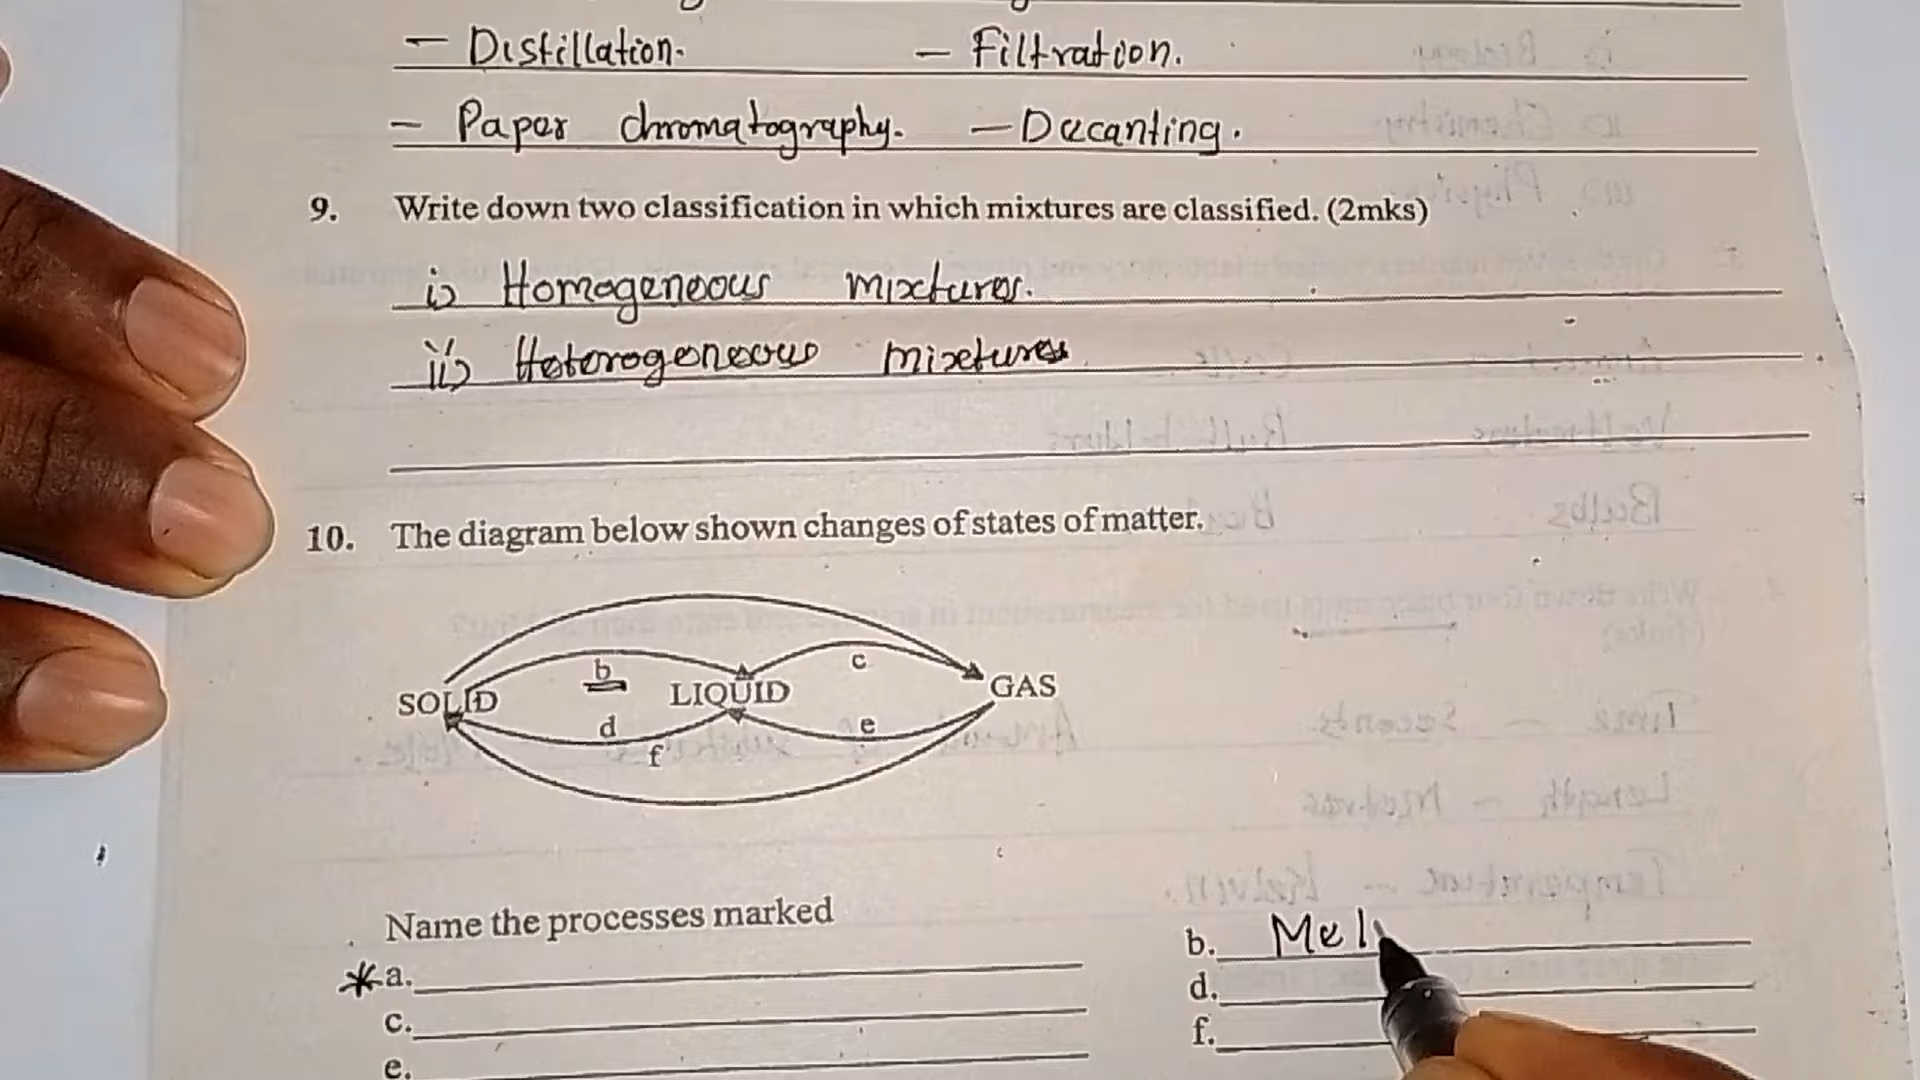 – Distillation. – Filtration.
– Paper chromatography. – Decanting.
9. Write down two classification in which mixtures are classified. (2mks)
i) Homogeneous mixtures.
ii) Heterogeneous mixtures
10. The diagram below shown changes of states of matter.
b c
SOLID LIQUID GAS
d e
f
Name the processes marked
b. Mel
*a.
d.
c.
f.
e.